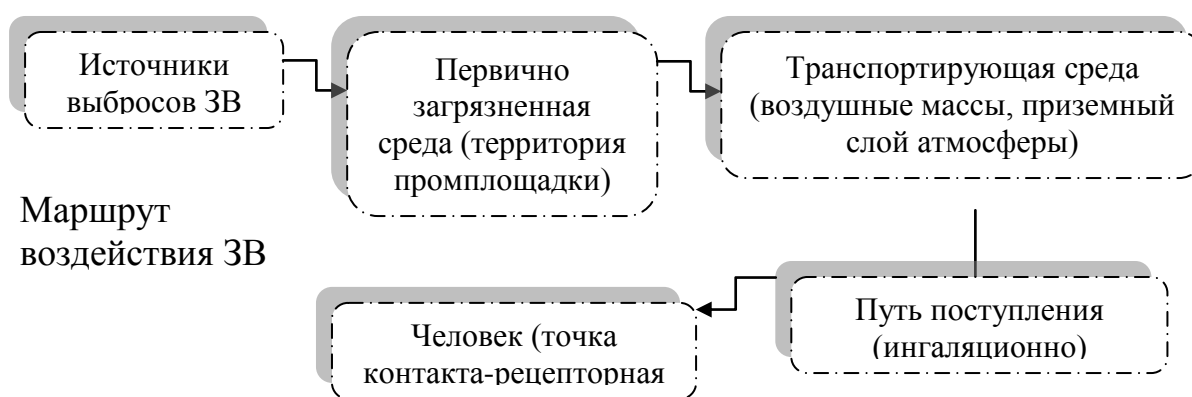 Источники
выбросов ЗВ
Первично
загрязненная
среда (территория
промплощадки)
Транспортирующая среда
(воздушные массы, приземный
слой атмосферы)
Маршрут
воздействия ЗВ
Путь поступления
(ингаляционно)
Человек (точка
контакта-рецепторная